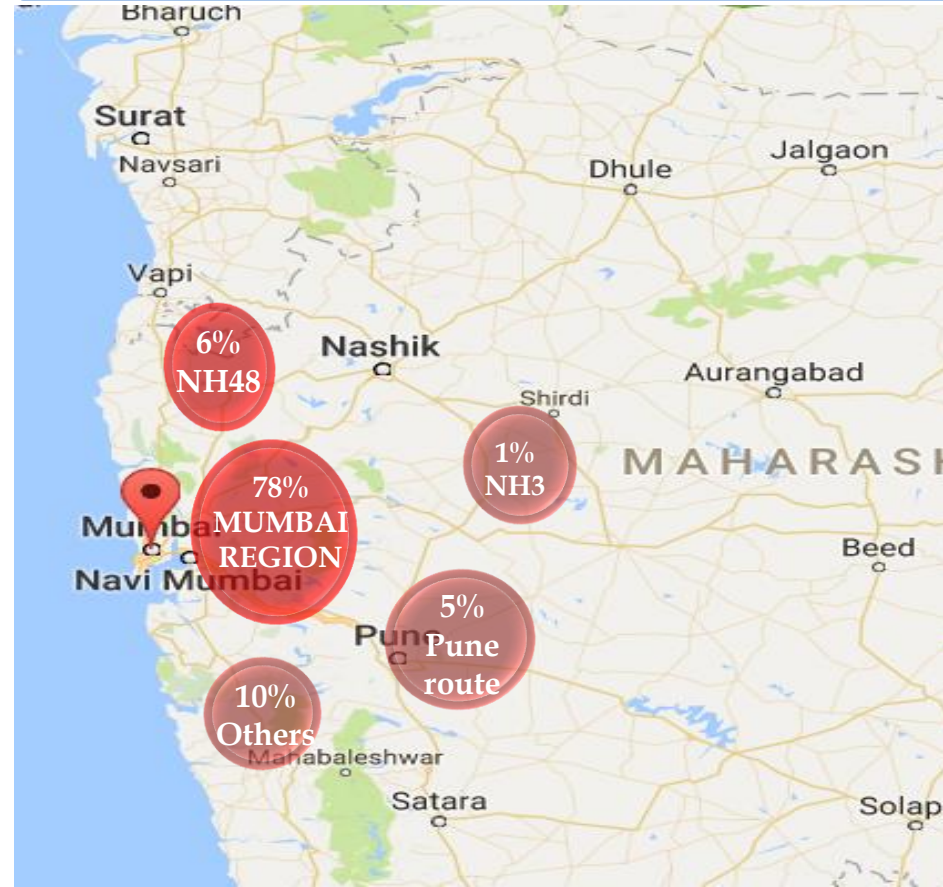 Bharuch
Surat
Navsari
Dhule
Jalgaon
Vapi
6%
NH48
Nashik
Aurangabad
Shirdi
1%
NH3
MAHARASH
78%
MUMBAI
REGION
Mumbai
Navi Mumbai
Beed
5%
Pune
route
Pune
10%
Others
Mahabaleshwar
Satara
Solap